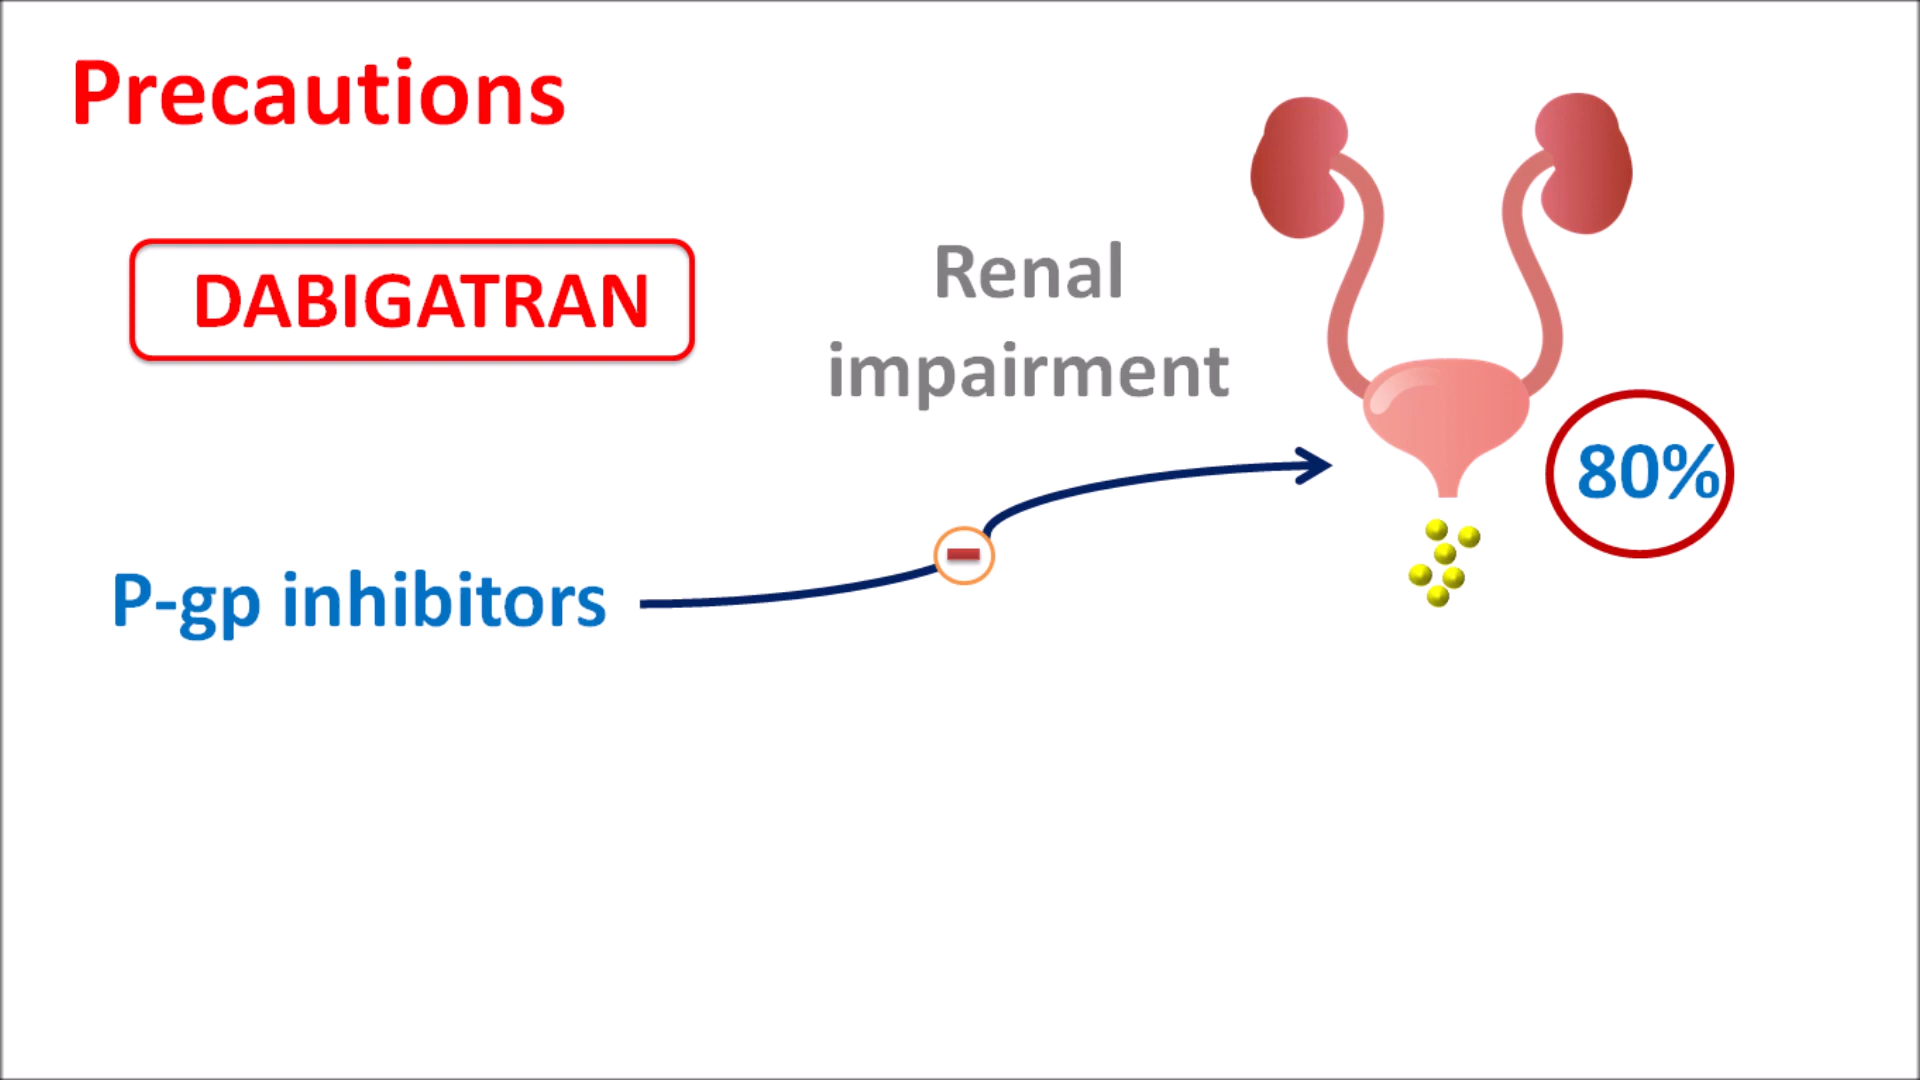 Precautions
DABIGATRAN
Renal
impairment
80%
P-gp inhibitors